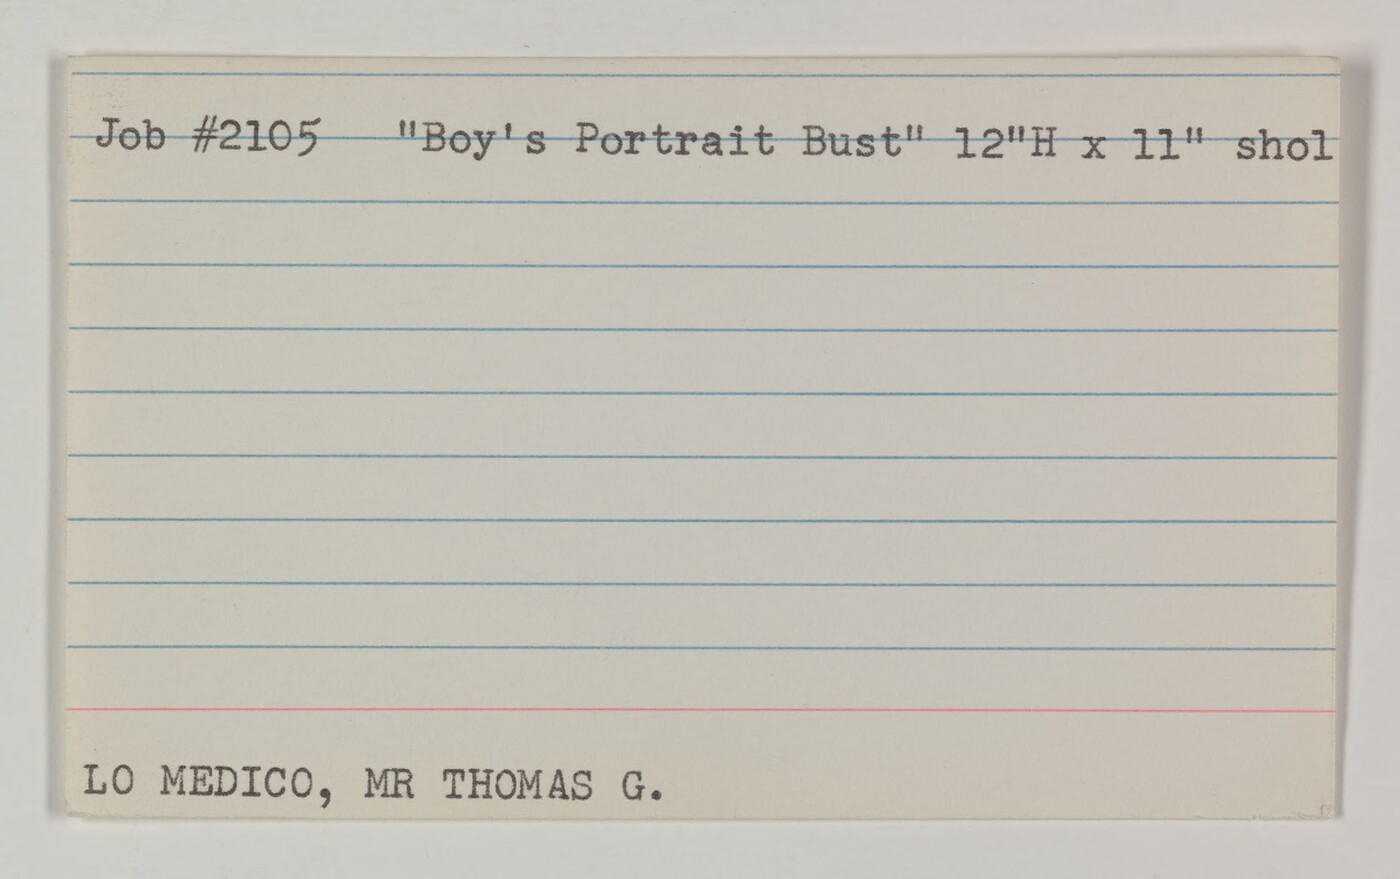 Job #2105 "Boy's Portrait Bust" 12"H x 11" shol
LO MEDICO, MR THOMAS G.